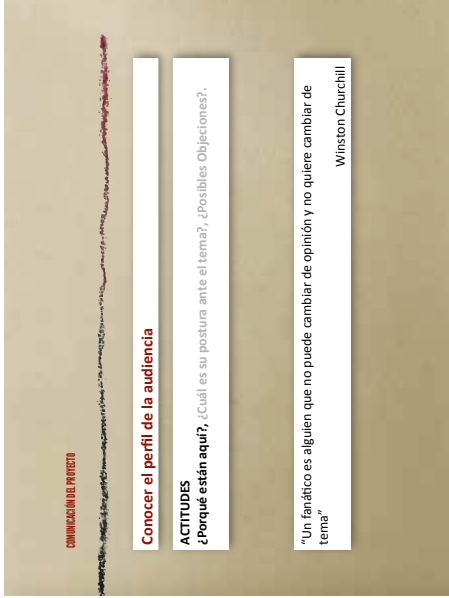 COMUNICACIÓN DEL PROYECTO
Conocer el perfil de la audiencia
ACTITUDES
¿Porqué están aquí?, ¿Cuál es su postura ante el tema?, ¿Posibles Objeciones?.
“Un fanático es alguien que no puede cambiar de opinión y no quiere cambiar de
tema”
Winston Churchill